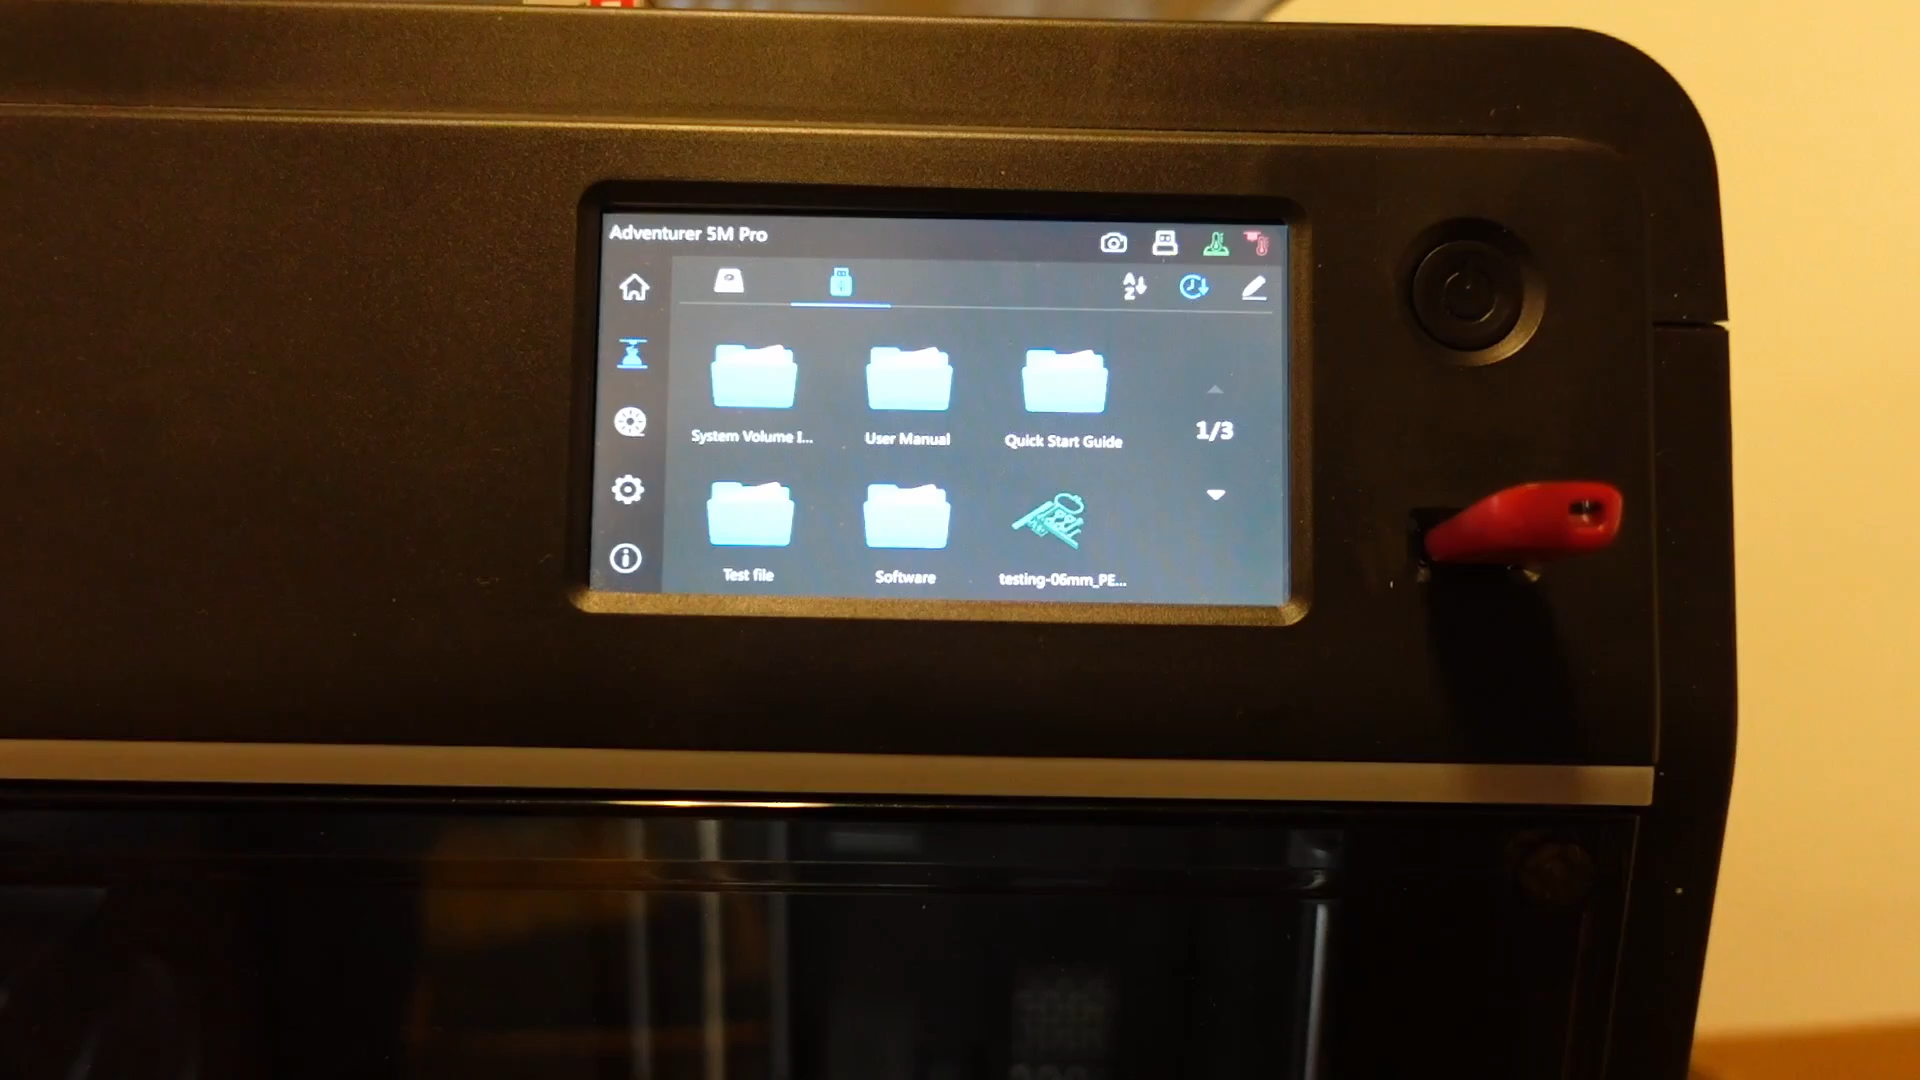 Adventurer 5M Pro
A
Z
System Volume I...
User Manual
Quick Start Guide
1/3
Test file
Software
testing-06mm_PE...